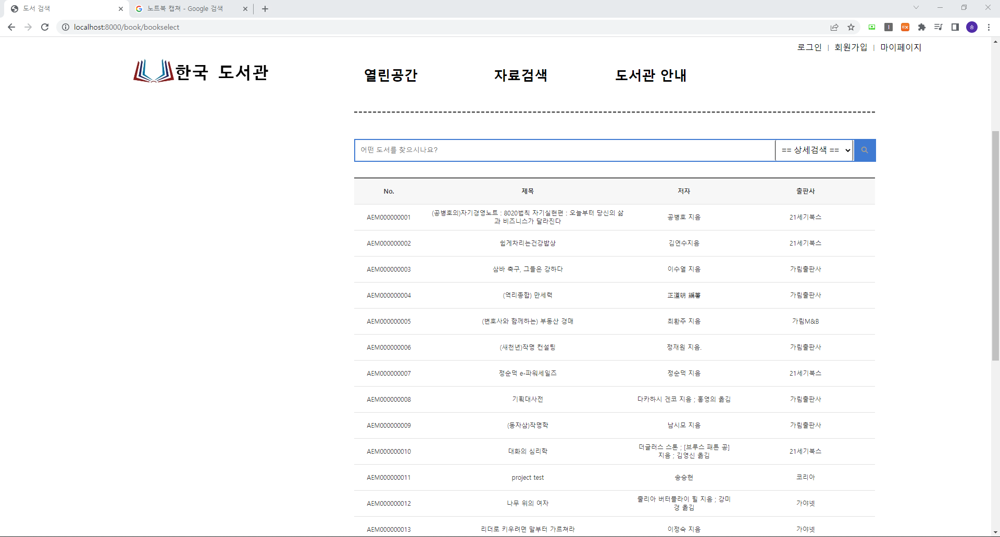 도서 검색
노트북 캡쳐 - Google 검색
localhost:8000/book/bookselect
송
로그인 | 회원가입 | 마이페이지
한국 도서관
열린공간 자료검색 도서관 안내
어떤 도서를 찾으시나요? == 상세검색 ==
No. 제목 저자 출판사
AEM000000001 (공병호의)자기경영노트 : 8020법칙 자기실현편 : 오늘부터 당신의 삶
과 비즈니스가 달라진다 공병호 지음 21세기북스
AEM000000002 쉽게차리는건강밥상 김연수지음 21세기북스
AEM000000003 삼바 축구, 그들은 강하다 이수열 지음 가림출판사
AEM000000004 (역리종합) 만세력 正道明 編著 가림출판사
AEM000000005 (변호사와 함께하는) 부동산 경매 최환주 지음 가림M&B
AEM000000006 (새천년)작명 컨설팅 정재원 지음. 가림출판사
AEM000000007 정순덕 e-파워세일즈 정순덕 지음 21세기북스
AEM000000008 기획대사전 다카하시 겐코 지음 ; 홍영의 옮김 가림출판사
AEM000000009 (동자삼)작명학 남시모 지음 가림출판사
AEM000000010 대화의 심리학 더글러스 스톤 ; [브루스 패튼 공]
지음 ; 김영신 옮김 21세기북스
AEM000000011 project test 송승현 코리아
AEM000000012 나무 위의 여자 줄리아 버터플라이 힐 지음 ; 강미
경 옮김 가야넷
AEM000000013 리더로 키우려면 말부터 가르쳐라 이정숙 지음 가야넷